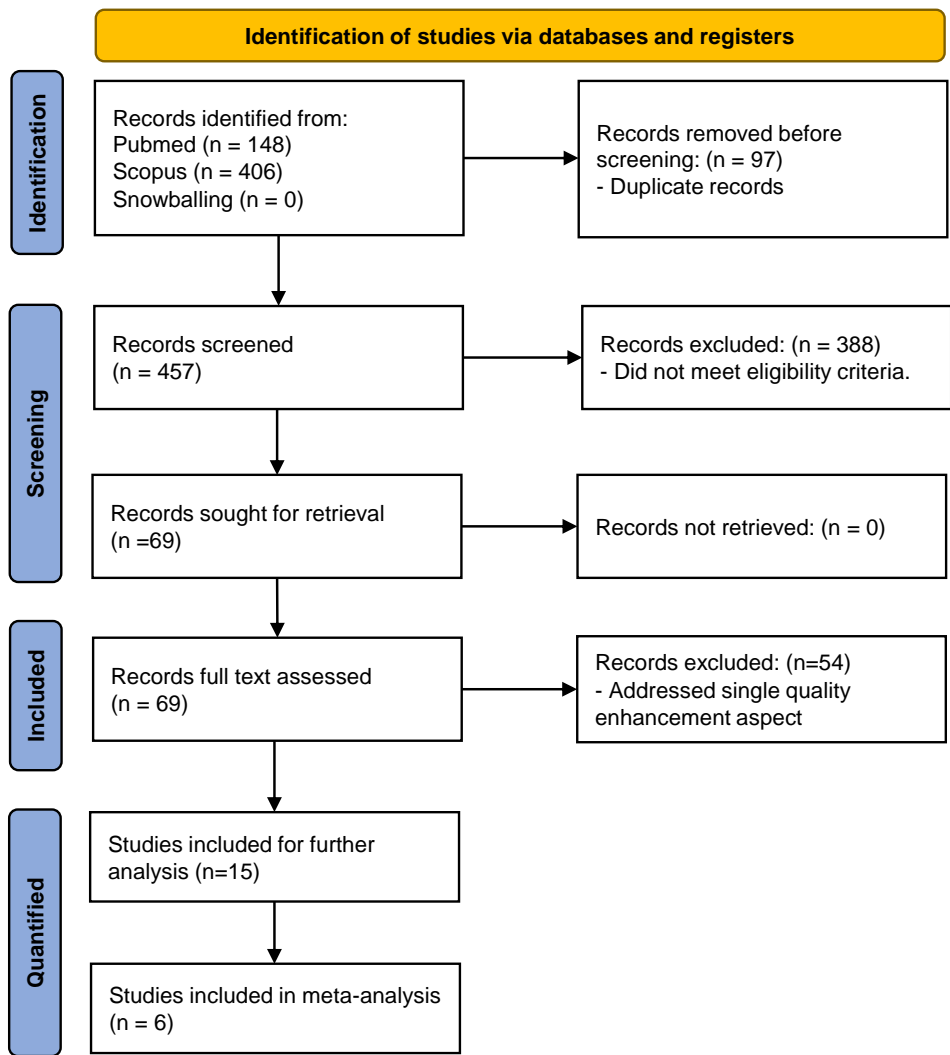 Identification of studies via databases and registers
Identification
Records identified from:
Pubmed (n = 148)
Scopus (n = 406)
Snowballing (n = 0)
Records removed before
screening: (n = 97)
- Duplicate records
Screening
Records screened
(n = 457)
Records excluded: (n = 388)
- Did not meet eligibility criteria.
Records sought for retrieval
(n =69)
Records not retrieved: (n = 0)
Included
Records full text assessed
(n = 69)
Records excluded: (n=54)
- Addressed single quality
enhancement aspect
Quantified
Studies included for further
analysis (n=15)
Studies included in meta-analysis
(n = 6)